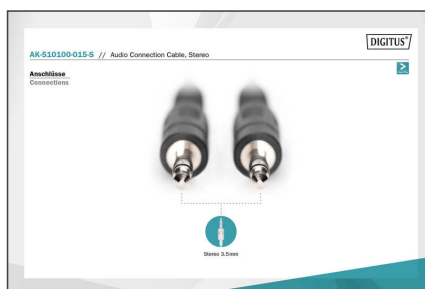 DIGITUS®
AK-510100-015-S // Audio Connection Cable, Stereo
Anschlüsse
Connections
Stereo 3.5mm